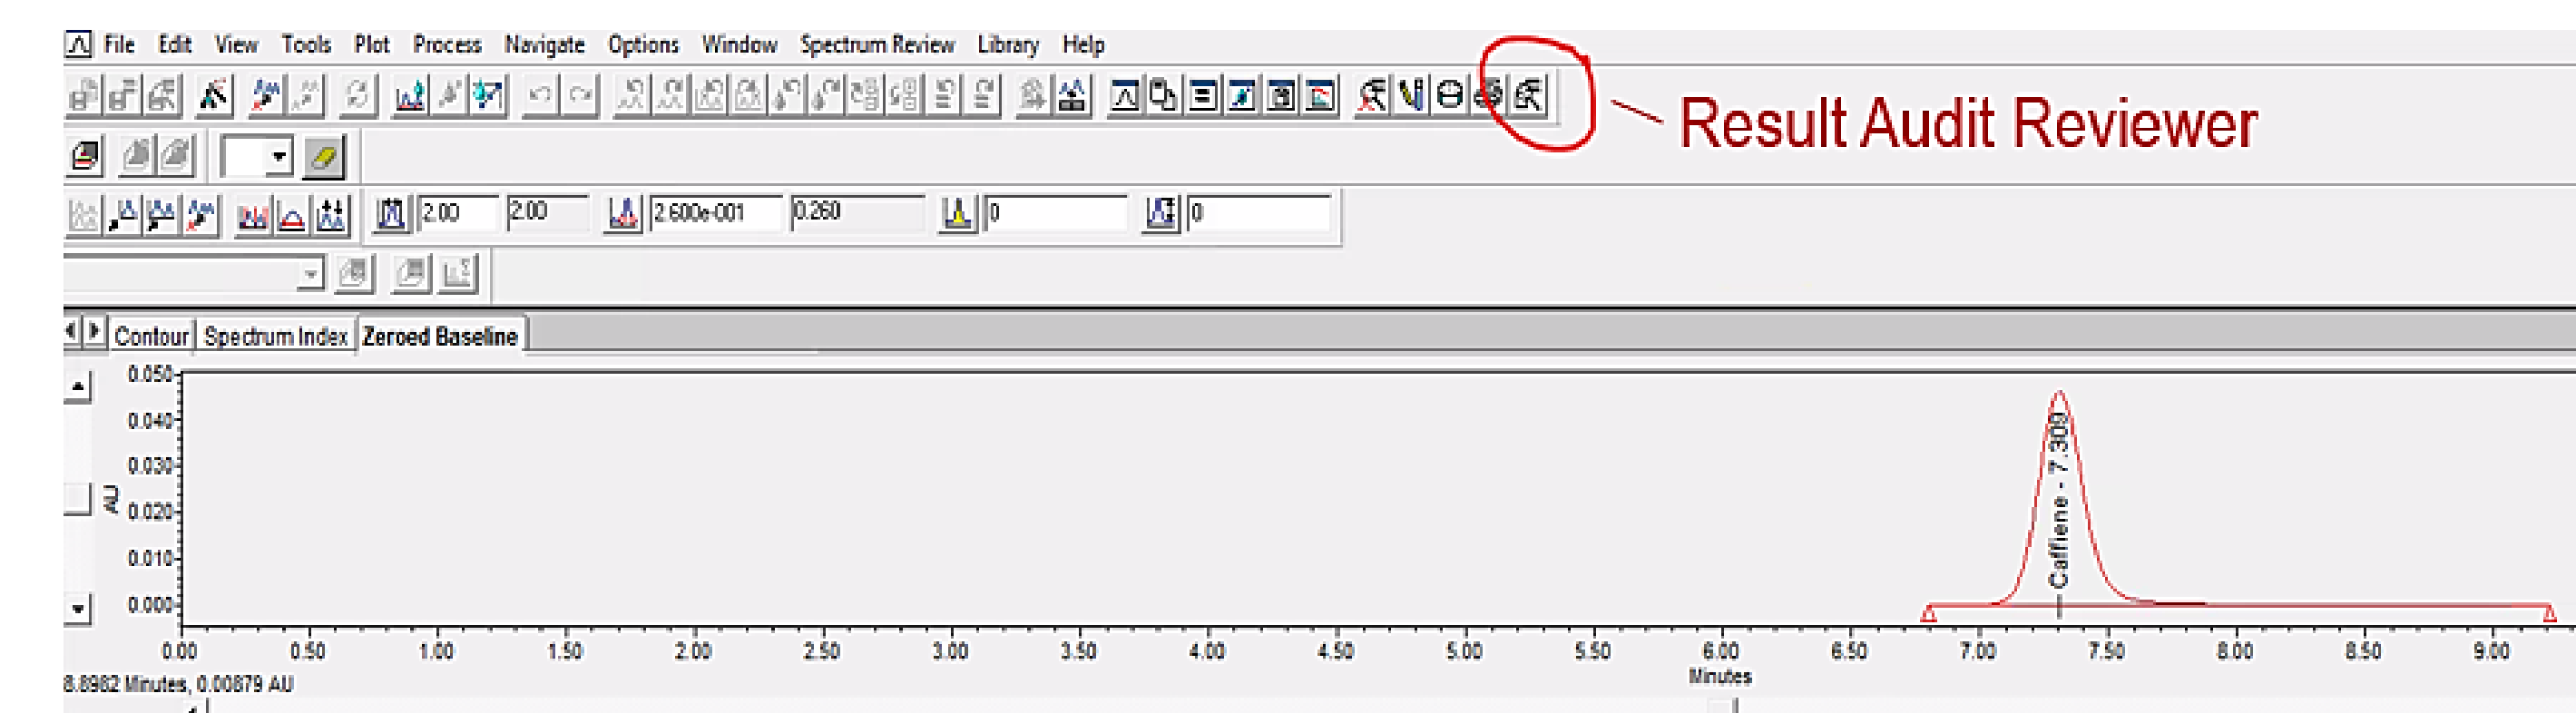 File Edit View Tools Plot Process Navigate Options Window Spectrum Review Library Help
Result Audit Reviewer
2.00 2.00 2.600e-001 0.260 0 0
Contour Spectrum Index Zeroed Baseline
0.050
0.040
0.030
AU
0.020
0.010
0.000
Caffiene - 7.309
0.00 0.50 1.00 1.50 2.00 2.50 3.00 3.50 4.00 4.50 5.00 5.50 6.00 6.50 7.00 7.50 8.00 8.50 9.00
Minutes
8.8982 Minutes, 0.00879 AU